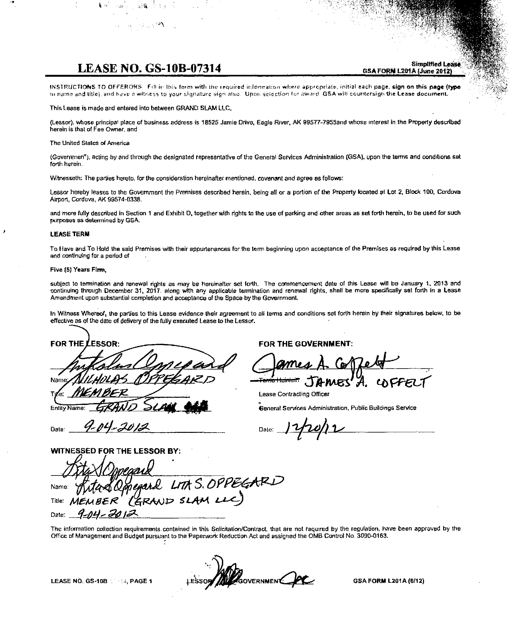 LEASE NO. GS-10B-07314
Simplified Lease
GSA FORM L201A (June 2012)
INSTRUCTIONS TO OFFERORS: Fill in this form with the required information where appropriate, initial each page, sign on this page (type
in name and title), and have a witness to your signature sign also. Upon selection for award, GSA will countersign the Lease document.
This Lease is made and entered into between GRAND SLAM LLC,
(Lessor), whose principal place of business address is 18525 Jamie Drive, Eagle River, AK 99577-7955and whose interest in the Property described
herein is that of Fee Owner, and
The United States of America
(Government), acting by and through the designated representative of the General Services Administration (GSA), upon the terms and conditions set
forth herein.
Witnesseth: The parties hereto, for the consideration hereinafter mentioned, covenant and agree as follows:
Lessor hereby leases to the Government the Premises described herein, being all or a portion of the Property located at Lot 2, Block 100, Cordova
Airport, Cordova, AK 99574-0338.
and more fully described in Section 1 and Exhibit D, together with rights to the use of parking and other areas as set forth herein, to be used for such
purposes as determined by GSA.
LEASE TERM
To Have and To Hold the said Premises with their appurtenances for the term beginning upon acceptance of the Premises as required by this Lease
and continuing for a period of
Five (5) Years Firm,
subject to termination and renewal rights as may be hereinafter set forth. The commencement date of this Lease will be January 1, 2013 and
continuing through December 31, 2017, along with any applicable termination and renewal rights, shall be more specifically set forth in a Lease
Amendment upon substantial completion and acceptance of the Space by the Government.
In Witness Whereof, the parties to this Lease evidence their agreement to all terms and conditions set forth herein by their signatures below, to be
effective as of the date of delivery of the fully executed Lease to the Lessor.
FOR THE LESSOR:
Nikolas Oppegard
Name: NICHOLAS OPPEGARD
Title: MEMBER
Entity Name: GRAND SLAM
Date: 9-04-2012
FOR THE GOVERNMENT:
James A. Coffelt
JAMES A. COFFELT
Lease Contracting Officer
General Services Administration, Public Buildings Service
Date: 12/20/12
WITNESSED FOR THE LESSOR BY:
Rita S Oppegard
Name: Rita S Oppegard RITA S. OPPEGARD
Title: MEMBER (GRAND SLAM LLC)
Date: 9-04-2012
The information collection requirements contained in this Solicitation/Contract, that are not required by the regulation, have been approved by the
Office of Management and Budget pursuant to the Paperwork Reduction Act and assigned the OMB Control No. 3090-0163.
LEASE NO. GS-10B, PAGE 1
LESSOR GOVERNMENT
GSA FORM L201A (6/12)